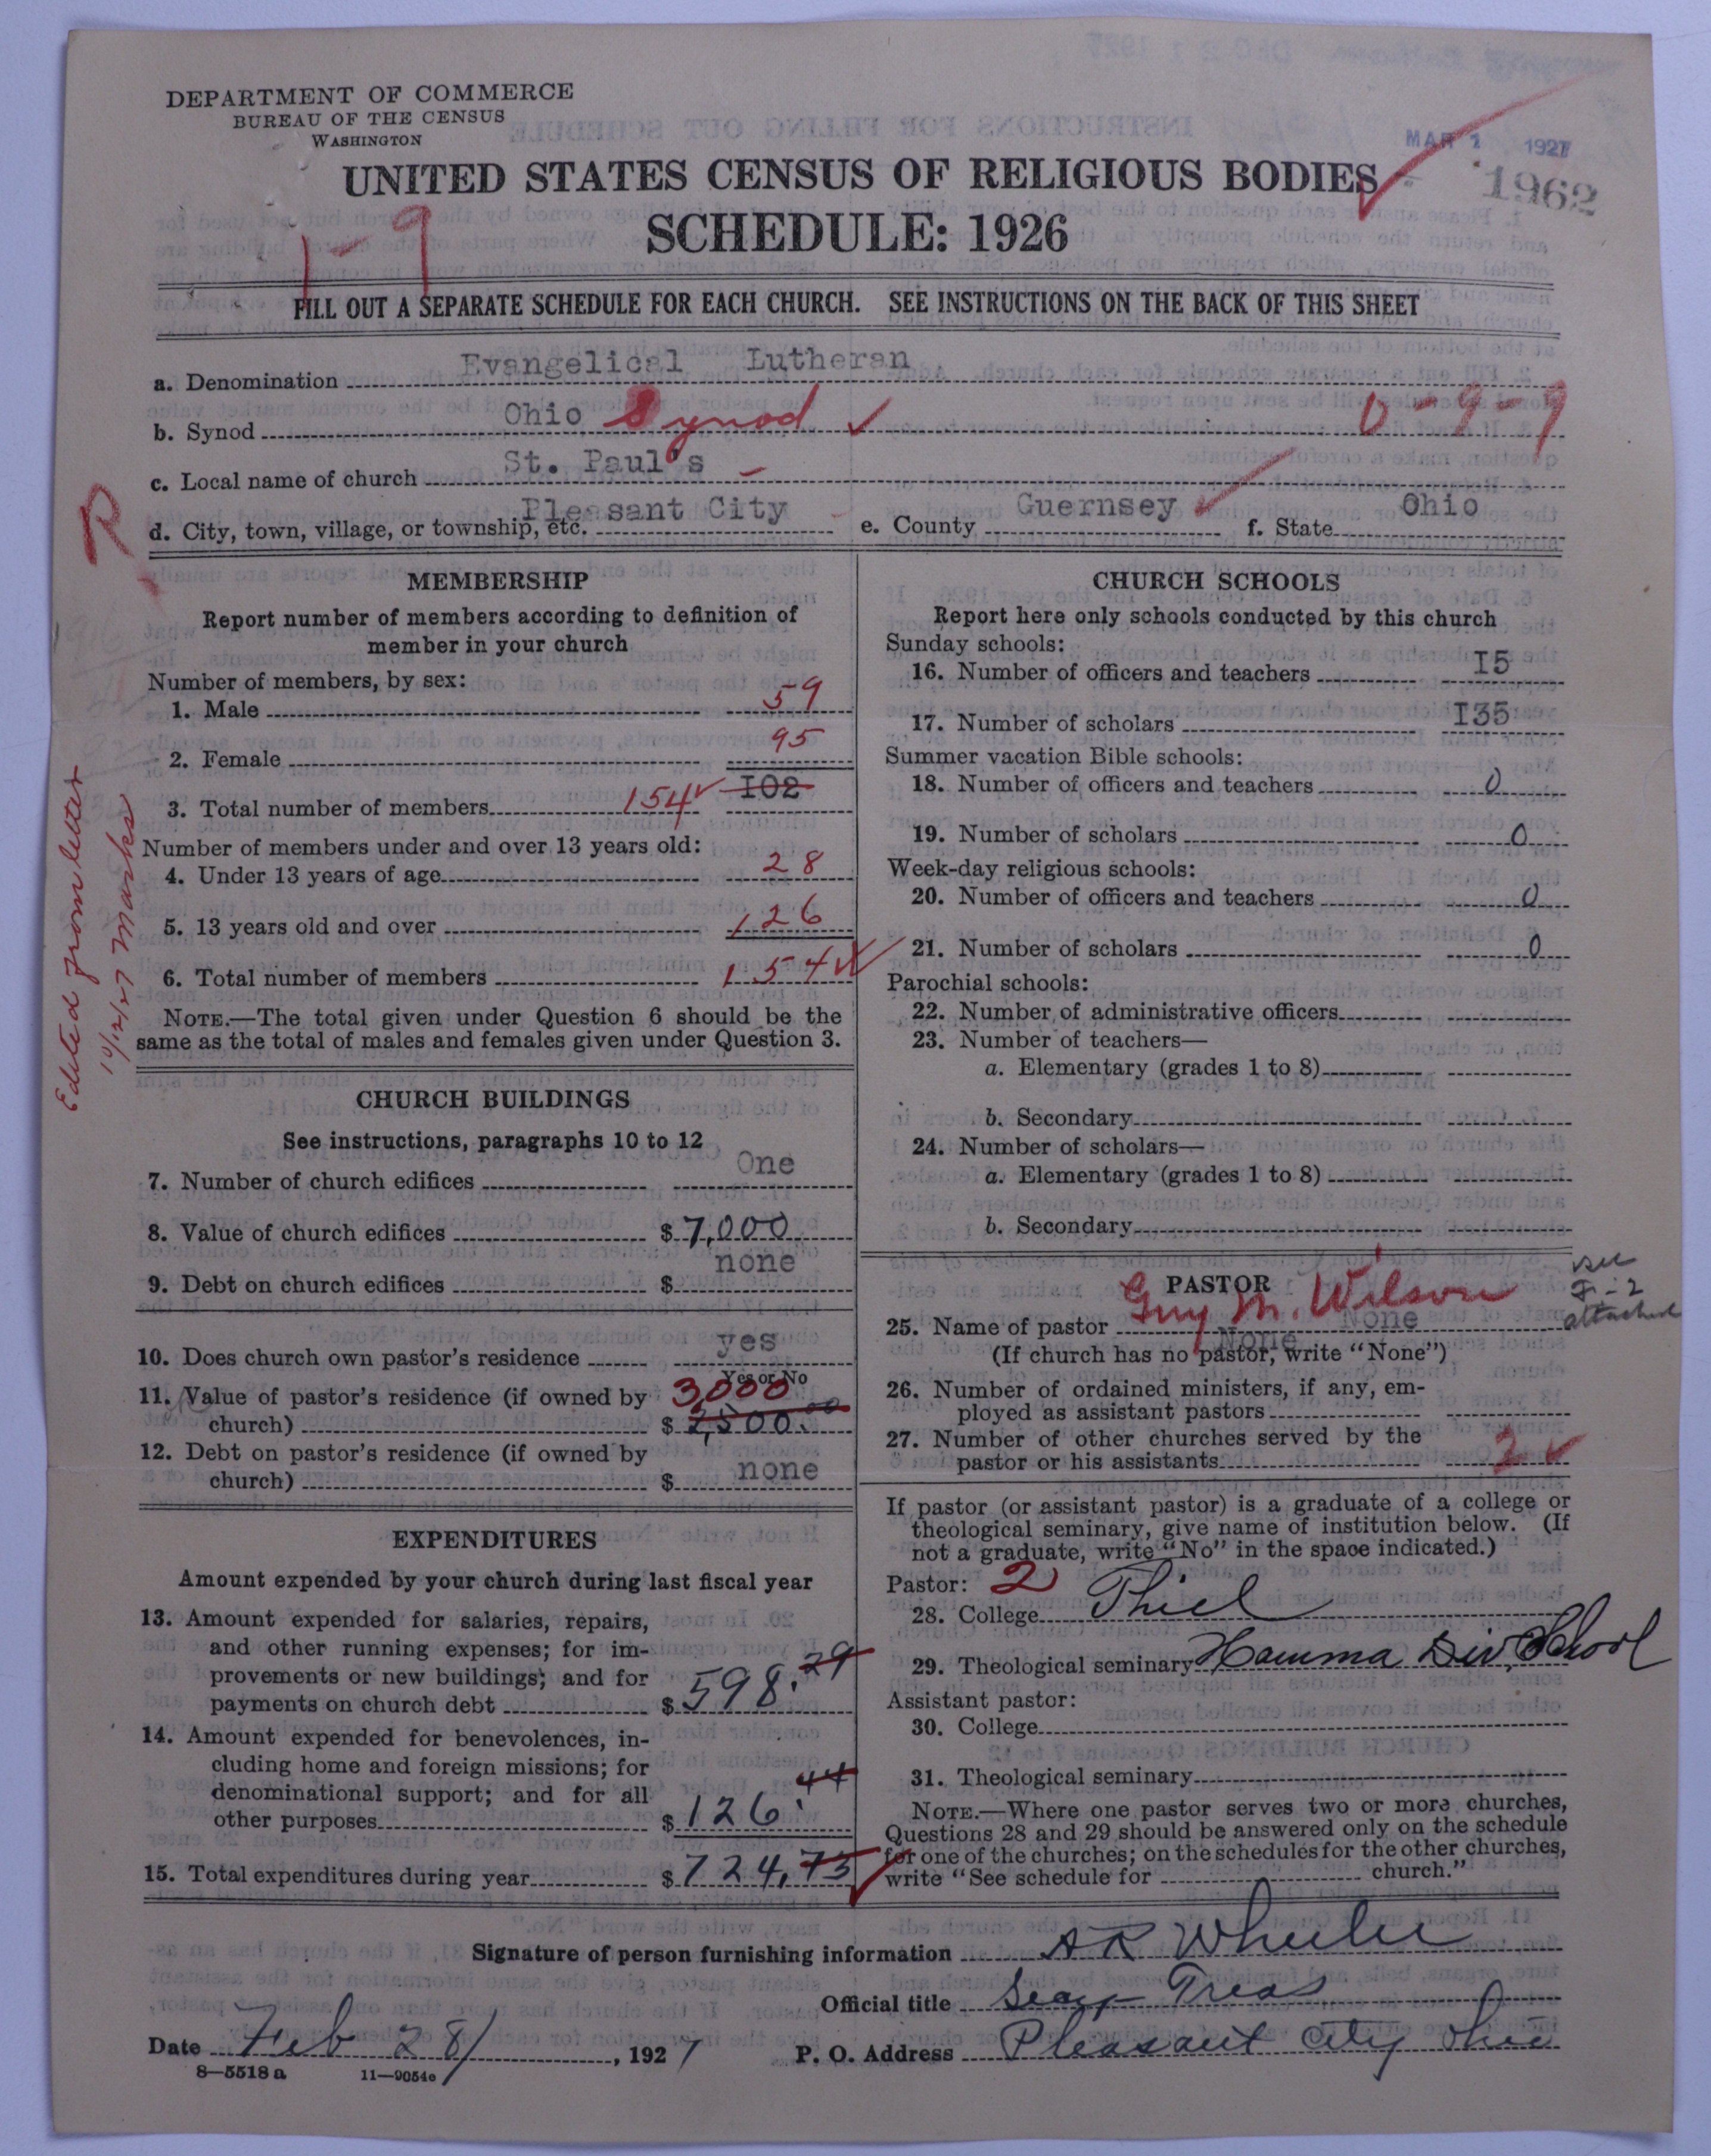 DEPARTMENT OF COMMERCE
BUREAU OF THE CENSUS
WASHINGTON
MAR 1 1927
1962
UNITED STATES CENSUS OF RELIGIOUS BODIES
SCHEDULE: 1926
1-9
FILL OUT A SEPARATE SCHEDULE FOR EACH CHURCH. SEE INSTRUCTIONS ON THE BACK OF THIS SHEET
a. Denomination Evangelical Lutheran
b. Synod Ohio Synod 0-9-9
c. Local name of church St. Paul's
d. City, town, village, or township, etc. Pleasant City e. County Guernsey f. State Ohio
R
Edited from letter
10/12/27 Marks
MEMBERSHIP
Report number of members according to definition of
member in your church
Number of members, by sex:
1. Male 59
2. Female 95
3. Total number of members 154 I02
Number of members under and over 13 years old:
4. Under 13 years of age 28
5. 13 years old and over 126
6. Total number of members 154
NOTE.—The total given under Question 6 should be the
same as the total of males and females given under Question 3.
CHURCH BUILDINGS
See instructions, paragraphs 10 to 12
7. Number of church edifices One
8. Value of church edifices $7,000
9. Debt on church edifices $ none
10. Does church own pastor's residence yes
Yes or No
11. Value of pastor's residence (if owned by 3000
church) $ 2,500.00
12. Debt on pastor's residence (if owned by
church) $ none
EXPENDITURES
Amount expended by your church during last fiscal year
13. Amount expended for salaries, repairs,
and other running expenses; for im-
provements or new buildings; and for
payments on church debt $ 598.29
14. Amount expended for benevolences, in-
cluding home and foreign missions; for
denominational support; and for all
other purposes $ 126.44
15. Total expenditures during year $ 724.73
CHURCH SCHOOLS
Report here only schools conducted by this church
Sunday schools:
16. Number of officers and teachers I5
17. Number of scholars I35
Summer vacation Bible schools:
18. Number of officers and teachers 0
19. Number of scholars 0
Week-day religious schools:
20. Number of officers and teachers 0
21. Number of scholars 0
Parochial schools:
22. Number of administrative officers
23. Number of teachers—
a. Elementary (grades 1 to 8)
b. Secondary
24. Number of scholars—
a. Elementary (grades 1 to 8)
b. Secondary
PASTOR
see
F-2
attached
Guy M. Wilson
25. Name of pastor None None
(If church has no pastor, write "None")
26. Number of ordained ministers, if any, em-
ployed as assistant pastors
27. Number of other churches served by the
pastor or his assistants 2
If pastor (or assistant pastor) is a graduate of a college or
theological seminary, give name of institution below. (If
not a graduate, write "No" in the space indicated.)
Pastor: 2
28. College Thiel
29. Theological seminary Hamma Div. School
Assistant pastor:
30. College
31. Theological seminary
NOTE.—Where one pastor serves two or more churches,
Questions 28 and 29 should be answered only on the schedule
for one of the churches; on the schedules for the other churches,
write "See schedule for church."
Signature of person furnishing information A R Wheeler
Official title Secy-Treas
Date Feb 28/, 1927 P. O. Address Pleasant City Ohio
8—5518 a 11—9054c